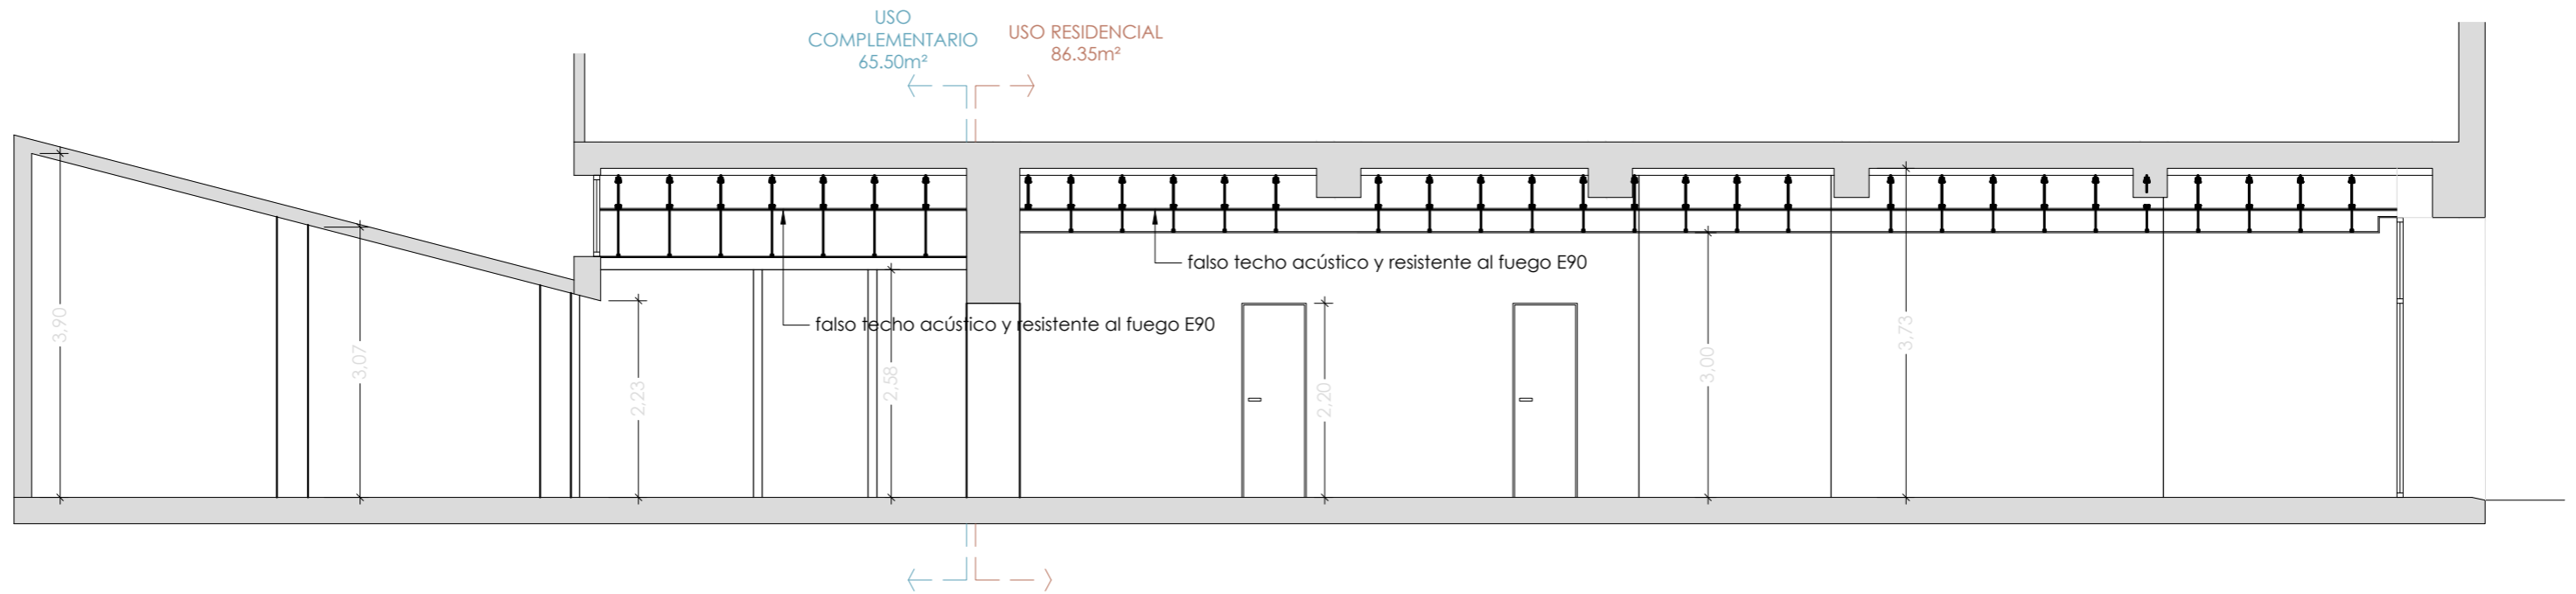 USO
COMPLEMENTARIO
65.50m²
USO RESIDENCIAL
86.35m²
falso techo acústico y resistente al fuego E90
falso techo acústico y resistente al fuego E90
3,90
3,07
2,23
2,58
2,20
3,00
3,73